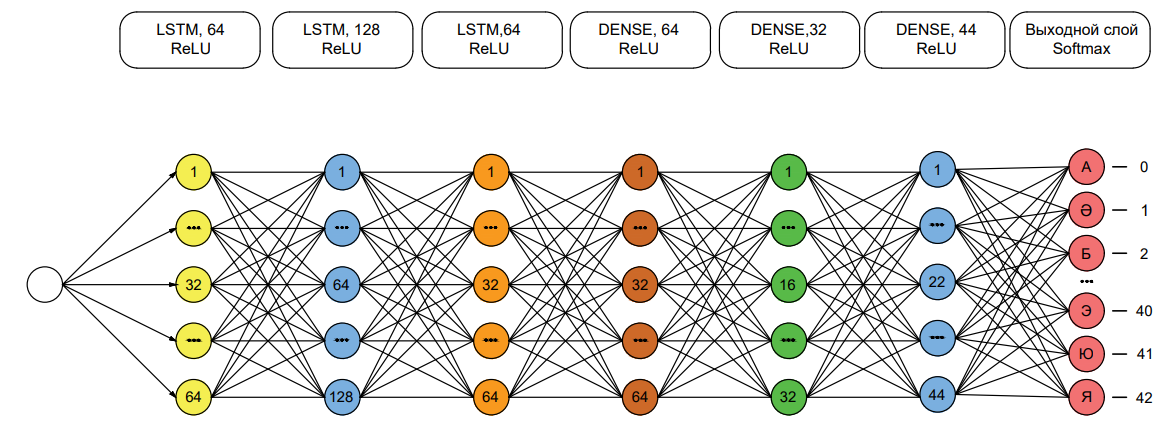 LSTM, 64
ReLU
LSTM, 128
ReLU
LSTM,64
ReLU
DENSE, 64
ReLU
DENSE,32
ReLU
DENSE, 44
ReLU
Выходной слой
Softmax
1
...
32
...
64
1
...
64
...
128
1
...
32
...
64
1
...
32
...
64
1
...
16
...
32
1
...
22
...
44
А — 0
Ә — 1
Б — 2
...
Э — 40
Ю — 41
Я — 42